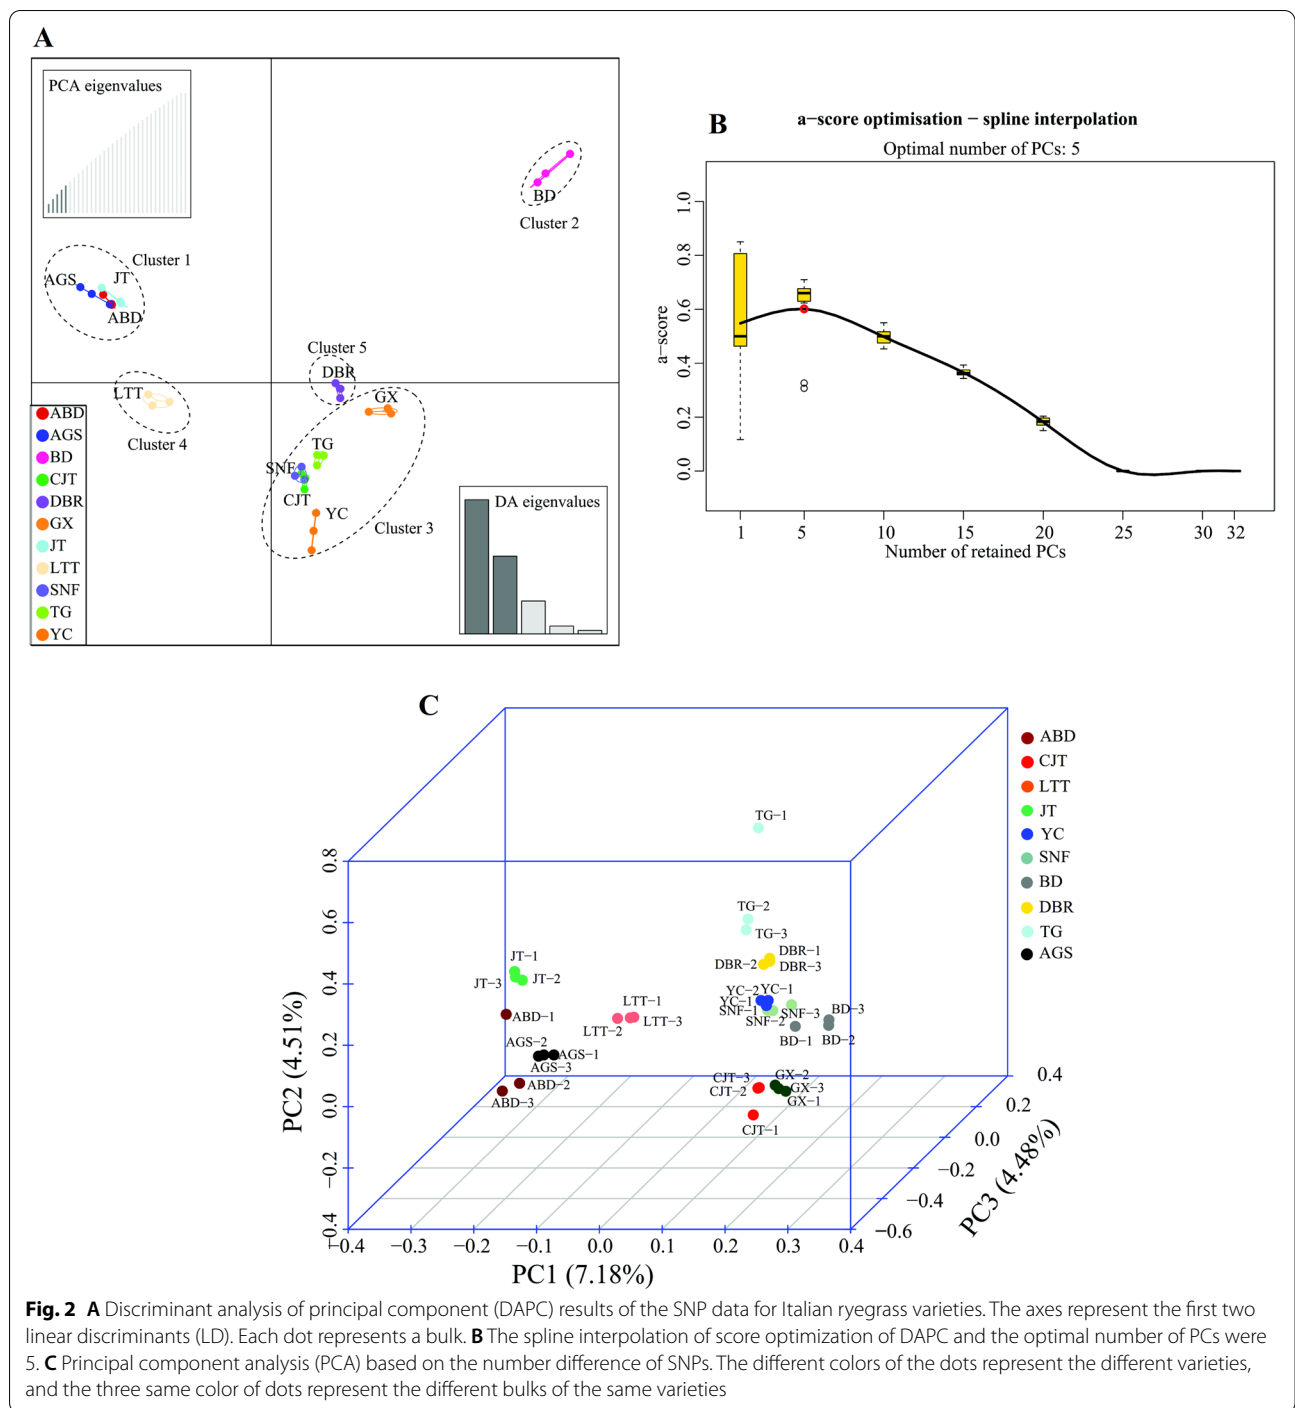 A
PCA eigenvalues
BD
Cluster 2
Cluster 1
AGS
JT
ABD
Cluster 5
DBR
LTT
GX
Cluster 4
TG
SNF
CJT
YC
Cluster 3
DA eigenvalues
ABD
AGS
BD
CJT
DBR
GX
JT
LTT
SNF
TG
YC
B
a−score optimisation − spline interpolation
Optimal number of PCs: 5
a−score
1.0
0.8
0.6
0.4
0.2
0.0
1 5 10 15 20 25 30 32
Number of retained PCs
C
ABD
CJT
LTT
JT
YC
SNF
BD
DBR
TG
AGS
TG−1
TG−2
TG−3
DBR−1
DBR−2
DBR−3
JT−1
JT−3
JT−2
YC−2 YC−1
YC−1
LTT−1
LTT−2
LTT−3
SNF−1
SNF−2
SNF−3
BD−3
BD−1
BD−2
ABD−1
AGS−2
AGS−1
AGS−3
ABD−2
ABD−3
CJT−3
CJT−2
CJT−1
GX−2
GX−3
GX−1
PC2 (4.51%)
0.8
0.6
0.4
0.2
0.0
−0.2
−0.4
−0.4 −0.3 −0.2 −0.1 0.0 0.1 0.2 0.3 0.4
PC1 (7.18%)
0.4
0.2
0.0
−0.2
−0.4
−0.6
PC3 (4.48%)
Fig. 2 A Discriminant analysis of principal component (DAPC) results of the SNP data for Italian ryegrass varieties. The axes represent the first two
linear discriminants (LD). Each dot represents a bulk. B The spline interpolation of score optimization of DAPC and the optimal number of PCs were
5. C Principal component analysis (PCA) based on the number difference of SNPs. The different colors of the dots represent the different varieties,
and the three same color of dots represent the different bulks of the same varieties